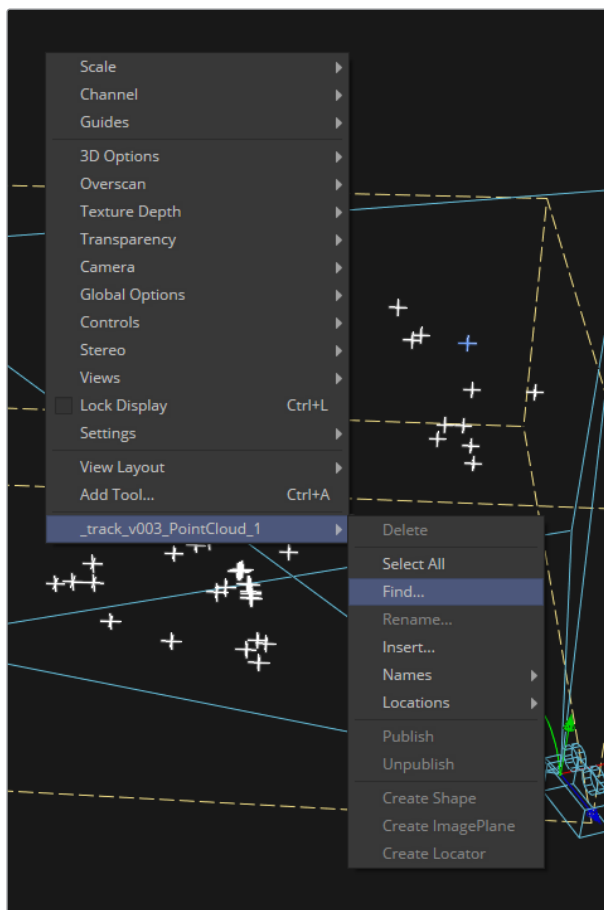 Scale
Channel
Guides
3D Options
Overscan
Texture Depth
Transparency
Camera
Global Options
Controls
Stereo
Views
Lock Display Ctrl+L
Settings
View Layout
Add Tool... Ctrl+A
_track_v003_PointCloud_1
Delete
Select All
Find...
Rename...
Insert...
Names
Locations
Publish
Unpublish
Create Shape
Create ImagePlane
Create Locator